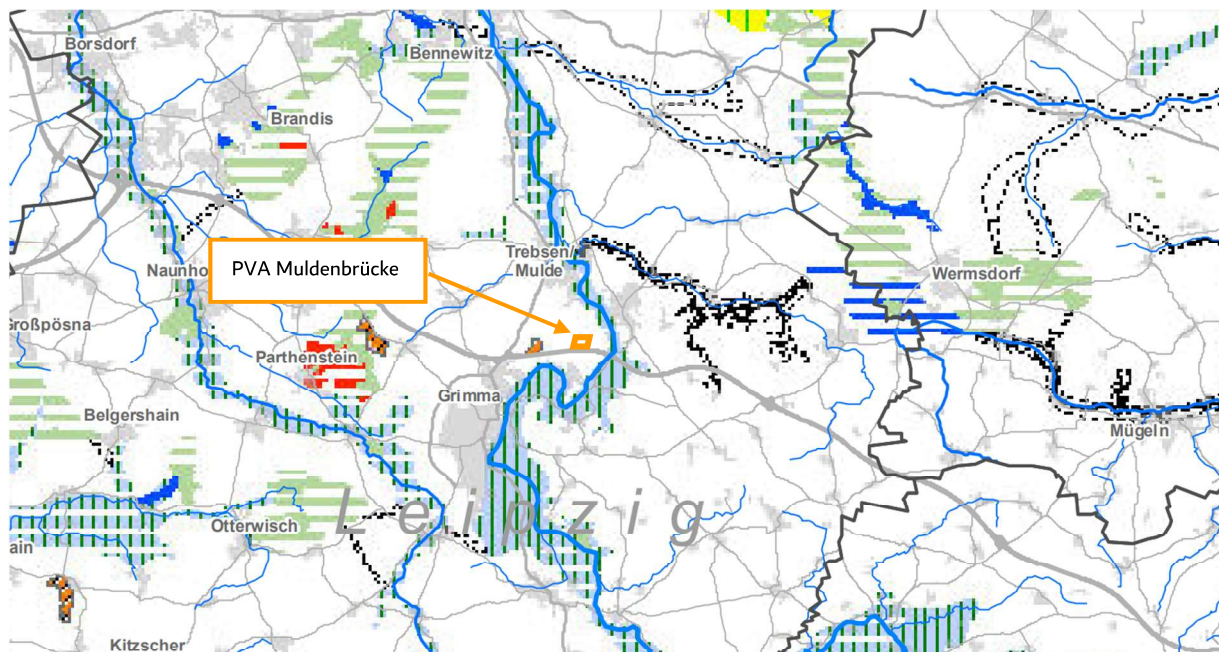 Borsdorf
Bennewitz
Brandis
Trebsen/
Mulde
Naunho
PVA Muldenbrücke
Wermsdorf
Großpösna
Parthenstein
Grimma
Belgershain
Mügeln
Leipzig
Otterwisch
ain
Kitzscher